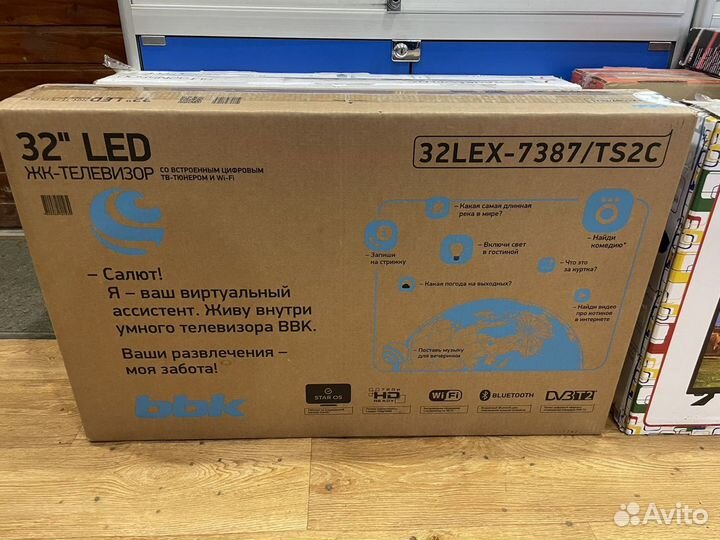 32" LED
32" LED
ЖК-ТЕЛЕВИЗОР
СО ВСТРОЕННЫМ ЦИФРОВЫМ
ТВ-ТЮНЕРОМ И Wi-Fi
32LEX-7387/TS2C
– Какая самая длинная
река в мире?
– Найди
комедию*
– Запиши
на стрижку
– Включи свет
в гостиной
– Что это
за куртка?
– Какая погода на выходных?
– Найди видео
про котиков
в интернете
– Поставь музыку
для вечеринки
– Салют!
Я – ваш виртуальный
ассистент. Живу внутри
умного телевизора BBK.
Ваши развлечения –
моя забота!
bbk
STAR OS
HD
READY
WiFi
BLUETOOTH
DVB T2
Avito